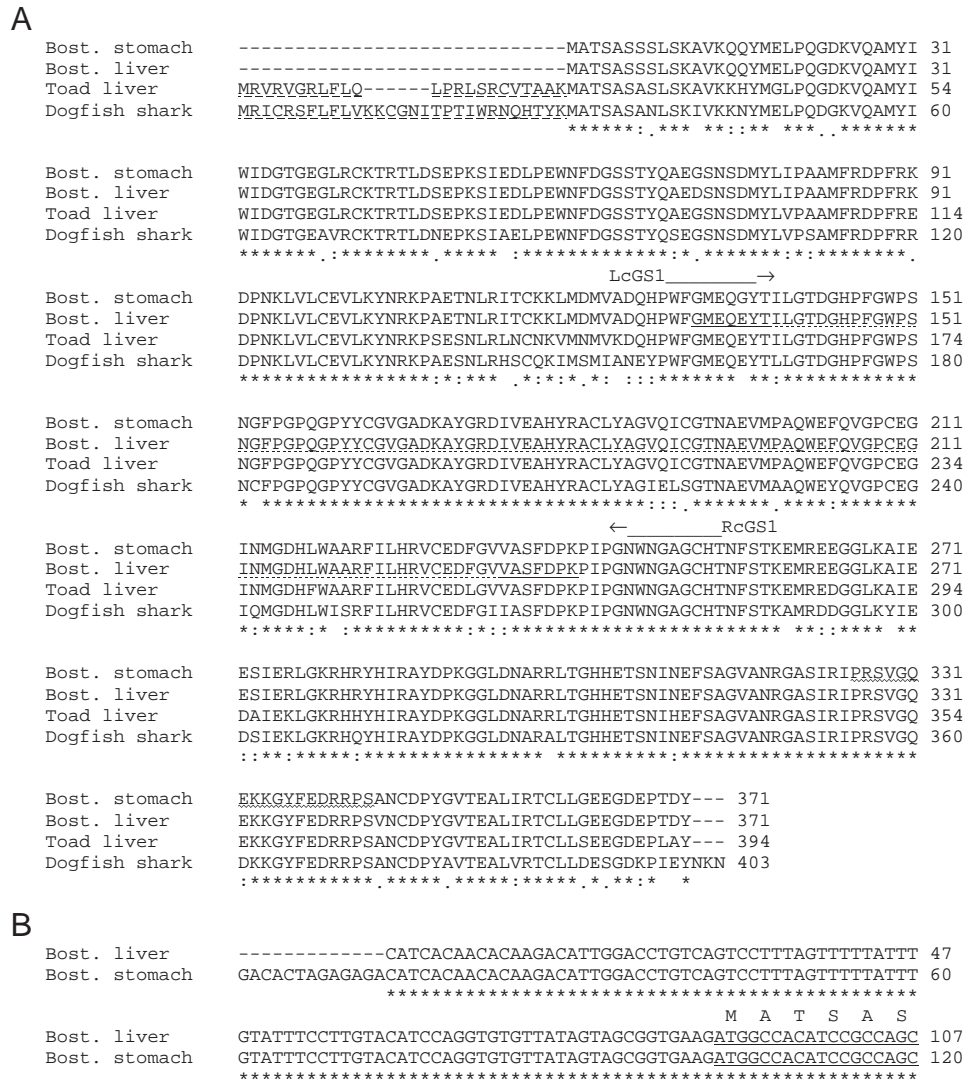 A
Bost. stomach --------------------------------MATSASSSLSKAVKQQYMELPQGDKVQAMYI 31
Bost. liver --------------------------------MATSASSSLSKAVKQQYMELPQGDKVQAMYI 31
Toad liver MRVRVGRLFLQ------LPRLSRCVTAAKMATSASASLSKAVKKHYMGLPQGDKVQAMYI 54
Dogfish shark MRICRSFLFLVKKCGNITPTIWRNQHTYKMATSASANLSKIVKKNYMELPQDGKVQAMYI 60
******:.*** **::** *** ..*******
Bost. stomach WIDGTGEGLRCKTRTLDSEPKSIEDLPEWNFDGSSTYQAEGSNSDMYLIPAAMFRDPFRK 91
Bost. liver WIDGTGEGLRCKTRTLDSEPKSIEDLPEWNFDGSSTYQAEGSNSDMYLIPAAMFRDPFRK 91
Toad liver WIDGTGEGLRCKTRTLDSEPKSIEDLPEWNFDGSSTYQAEGSNSDMYLVPAAMFRDPFRE 114
Dogfish shark WIDGTGEAVRCKTRTLDNEPKSIAELPEWNFDGSSTYQSEGSNSDMYLVPSAMFRDPFRR 120
*******.:********.***** :*************:*********:*:********.
LcGS1 →
Bost. stomach DPNKLVLCEVLKYNRKPAETNLRITCKKLMDMVADQHPWFGMEQGYTILGTDGHPFGWPS 151
Bost. liver DPNKLVLCEVLKYNRKPAETNLRITCKKLMDMVADQHPWFGMEQEYTILGTDGHPFGWPS 151
Toad liver DPNKLVLCEVLKYNRKPSESNLRLNCNKVMNMVKDQHPWFGMEQEYTILGTDGHPFGWPS 174
Dogfish shark DPNKLVLCEVLKYNRKPAESNLRHSCQKIMSMIANEYPWFGMEQEYTLLGTDGHPFGWPS 180
*****************:*:*** .*:*:*.*: ::******* **:************
Bost. stomach NGFPGPQGPYYCGVGADKAYGRDIVEAHYRACLYAGVQICGTNAEVMPAQWEFQVGPCEG 211
Bost. liver NGFPGPQGPYYCGVGADKAYGRDIVEAHYRACLYAGVQICGTNAEVMPAQWEFQVGPCEG 211
Toad liver NGFPGPQGPYYCGVGADKAYGRDIVEAHYRACLYAGVQICGTNAEVMPAQWEFQVGPCEG 234
Dogfish shark NCFPGPQGPYYCGVGADKAYGRDIVEAHYRACLYAGIELSGTNAEVMAAQWEYQVGPCEG 240
* **********************************:::.*******.****:*******
← RcGS1
Bost. stomach INMGDHLWAARFILHRVCEDFGVVASFDPKPIPGNWNGAGCHTNFSTKEMREEGGLKAIE 271
Bost. liver INMGDHLWAARFILHRVCEDFGVVASFDPKPIPGNWNGAGCHTNFSTKEMREEGGLKAIE 271
Toad liver INMGDHFWAARFILHRVCEDLGVVASFDPKPIPGNWNGAGCHTNFSTKEMREDGGLKAIE 294
Dogfish shark IQMGDHLWISRFILHRVCEDFGIIASFDPKPIPGNWNGAGCHTNFSTKAMRDDGGLKYIE 300
*:****:* :**********:*::************************ **::**** **
Bost. stomach ESIERLGKRHRYHIRAYDPKGGLDNARRLTGHHETSNINEFSAGVANRGASIRIPRSVGQ 331
Bost. liver ESIERLGKRHRYHIRAYDPKGGLDNARRLTGHHETSNINEFSAGVANRGASIRIPRSVGQ 331
Toad liver DAIEKLGKRHHYHIRAYDPKGGLDNARRLTGHHETSNIHEFSAGVANRGASIRIPRSVGQ 354
Dogfish shark DSIEKLGKRHQYHIRAYDPKGGLDNARALTGHHETSNINEFSAGVANRGASIRIPRSVGQ 360
::**:*****:**************** **********:*********************
Bost. stomach EKKGYFEDRRPSANCDPYGVTEALIRTCLLGEEGDEPTDY--- 371
Bost. liver EKKGYFEDRRPSVNCDPYGVTEALIRTCLLGEEGDEPTDY--- 371
Toad liver EKKGYFEDRRPSANCDPYGVTEALIRTCLLSEEGDEPLAY--- 394
Dogfish shark DKKGYFEDRRPSANCDPYAVTEALVRTCLLDESGDKPIEYNKN 403
:***********.*****.*****:*****.*.**:* *
B
Bost. liver -------------CATCACAACACAAGACATTGGACCTGTCAGTCCTTTAGTTTTTATTT 47
Bost. stomach GACACTAGAGAGACATCACAACACAAGACATTGGACCTGTCAGTCCTTTAGTTTTTATTT 60
***********************************************
M A T S A S
Bost. liver GTATTTCCTTGTACATCCAGGTGTGTTATAGTAGCGGTGAAGATGGCCACATCCGCCAGC 107
Bost. stomach GTATTTCCTTGTACATCCAGGTGTGTTATAGTAGCGGTGAAGATGGCCACATCCGCCAGC 120
************************************************************